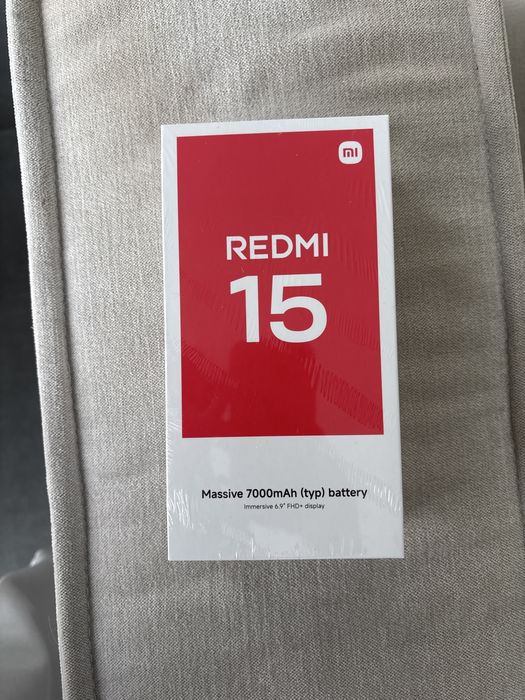 mi
REDMI
15
Massive 7000mAh (typ) battery
Immersive 6.9" FHD+ display